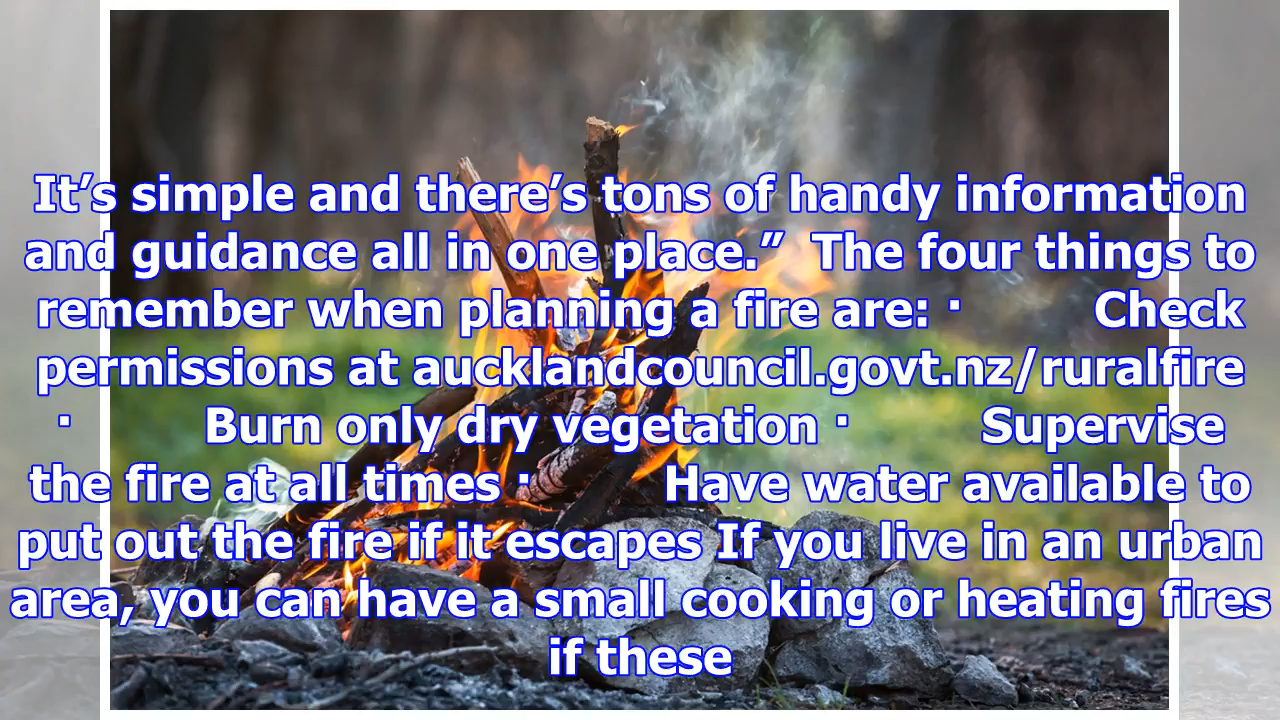 It’s simple and there’s tons of handy information
and guidance all in one place.”  The four things to
remember when planning a fire are: ·         Check
permissions at aucklandcouncil.govt.nz/ruralfire
·         Burn only dry vegetation ·         Supervise
the fire at all times ·         Have water available to
put out the fire if it escapes If you live in an urban
area, you can have a small cooking or heating fires
if these